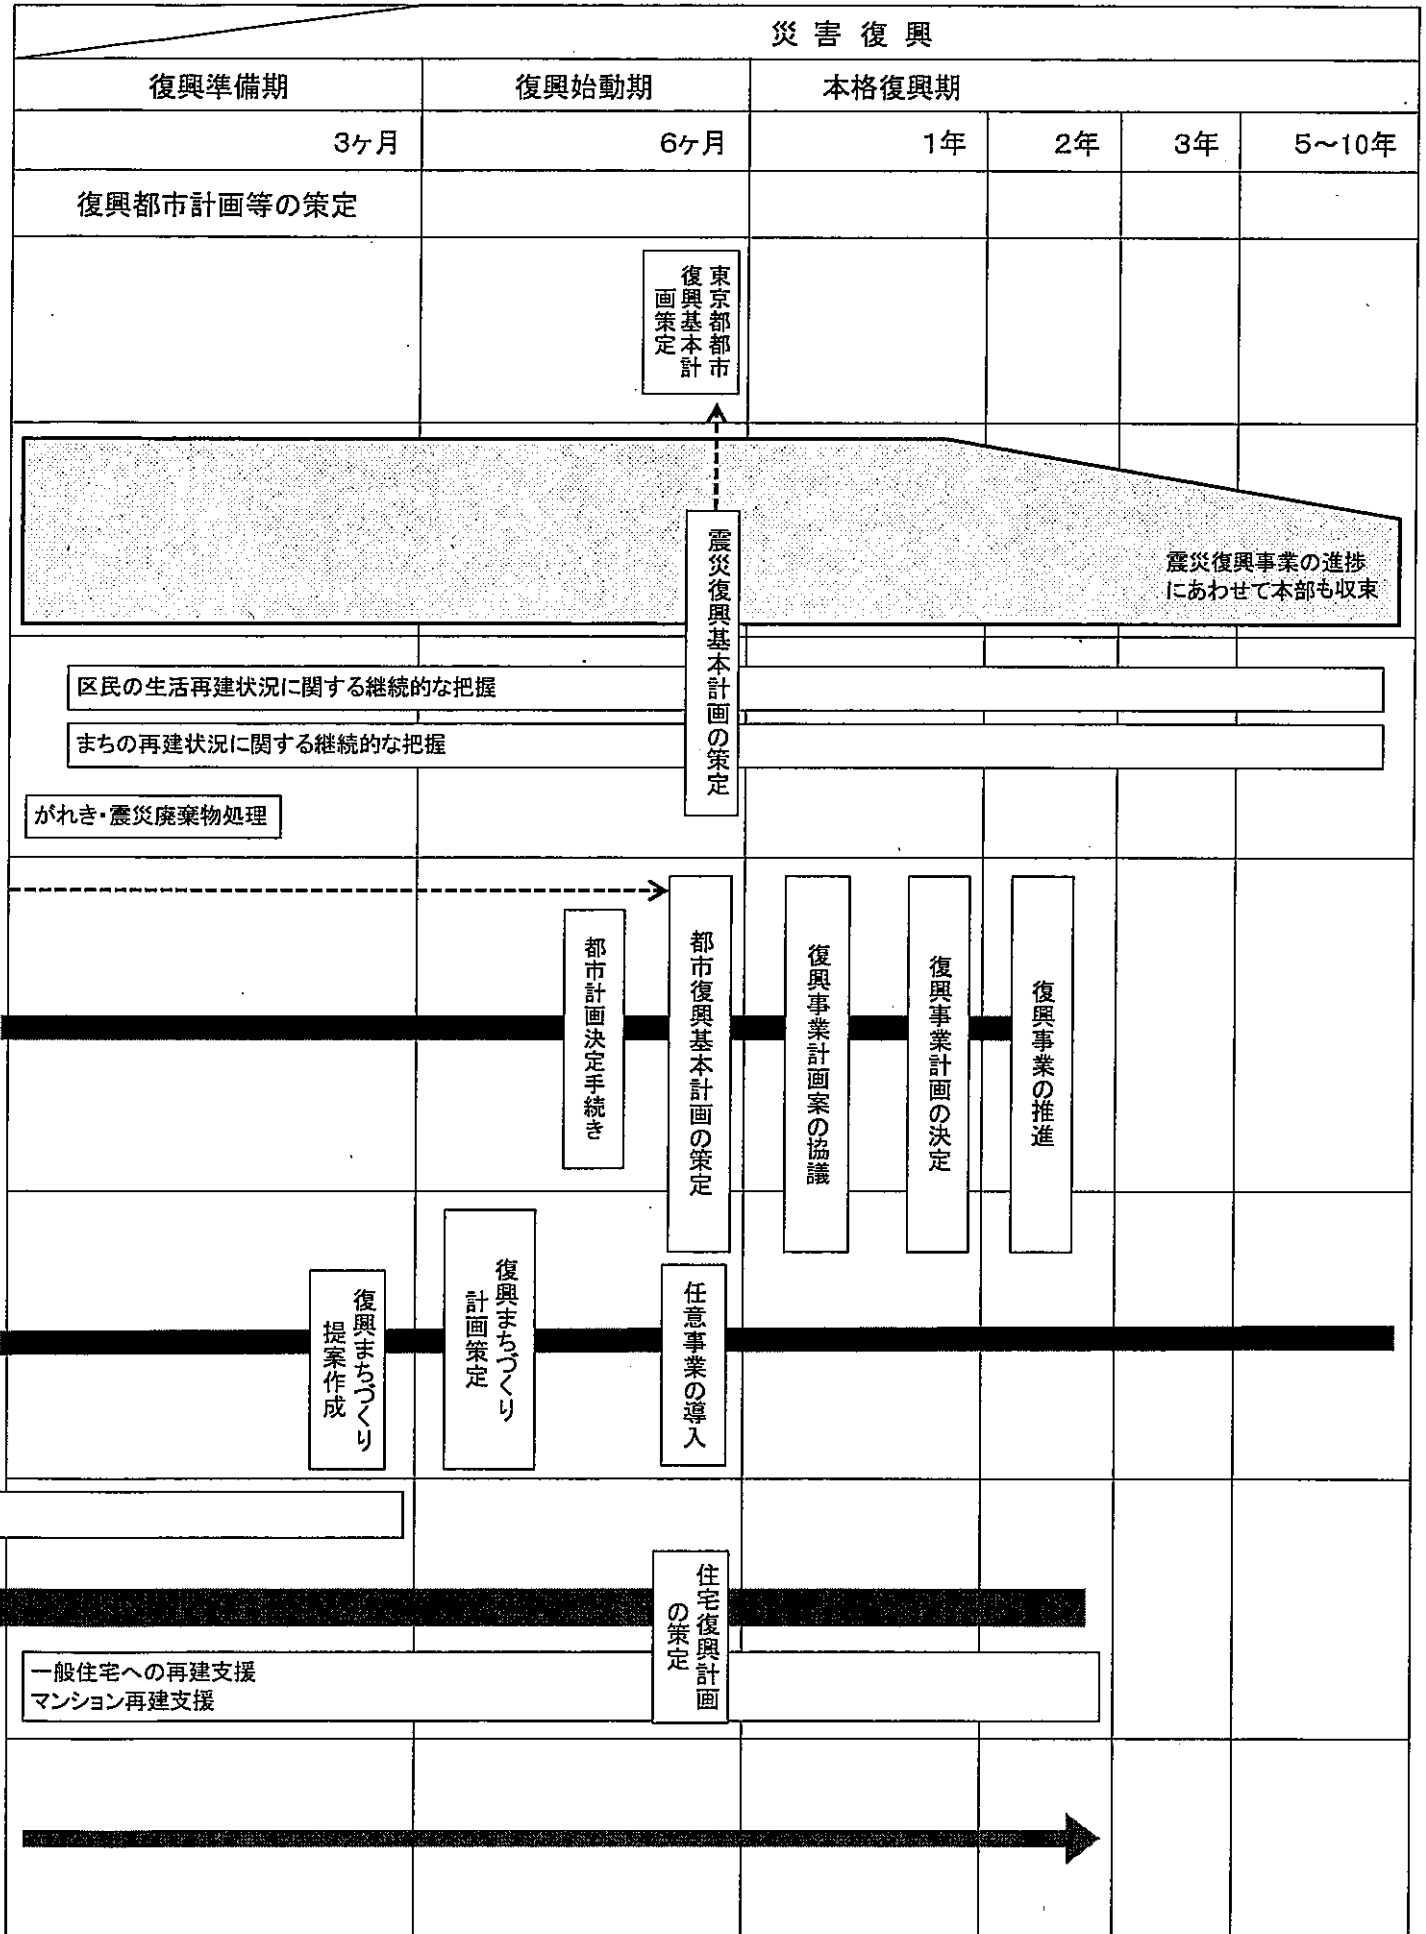 災害復興
復興準備期
復興始動期
本格復興期
3ヶ月
6ヶ月
1年
2年
3年
5～10年
復興都市計画等の策定
東京都都市
復興基本計
画策定
震災復興基本計画の策定
震災復興事業の進捗
にあわせて本部も収束
区民の生活再建状況に関する継続的な把握
まちの再建状況に関する継続的な把握
がれき・震災廃棄物処理
都市計画決定手続き
都市復興基本計画の策定
復興事業計画案の協議
復興事業計画の決定
復興事業の推進
復興まちづくり
提案作成
復興まちづくり
計画策定
任意事業の導入
住宅復興計画
の策定
一般住宅への再建支援
マンション再建支援